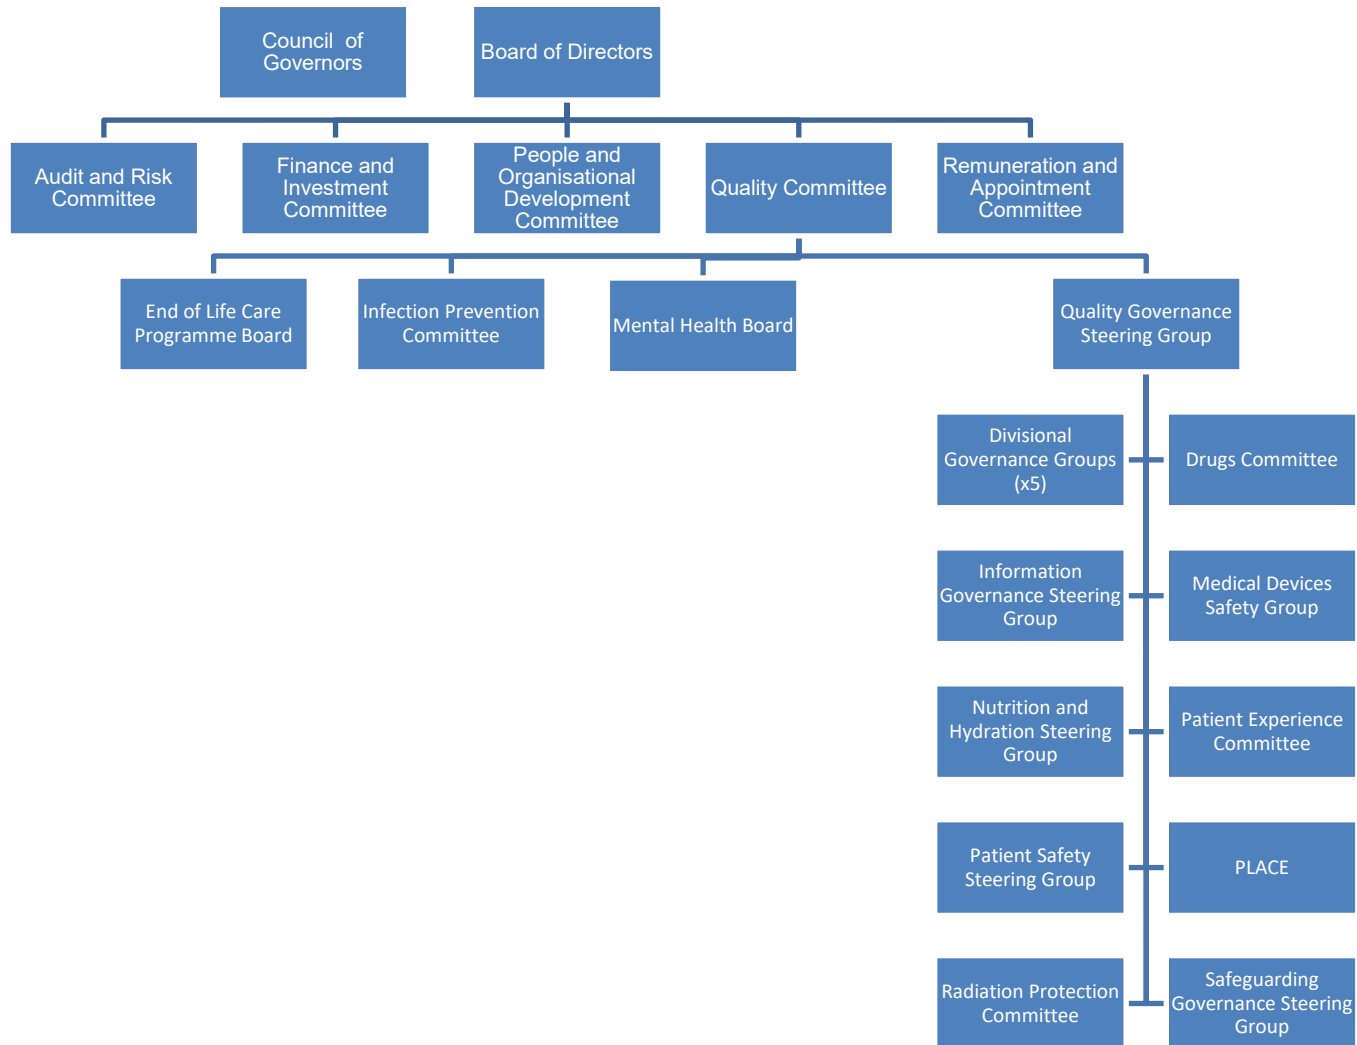 Council of
Governors
Board of Directors
Audit and Risk
Committee
Finance and
Investment
Committee
People and
Organisational
Development
Committee
Quality Committee
Remuneration and
Appointment
Committee
End of Life Care
Programme Board
Infection Prevention
Committee
Mental Health Board
Quality Governance
Steering Group
Divisional
Governance Groups
(x5)
Drugs Committee
Information
Governance Steering
Group
Medical Devices
Safety Group
Nutrition and
Hydration Steering
Group
Patient Experience
Committee
Patient Safety
Steering Group
PLACE
Radiation Protection
Committee
Safeguarding
Governance Steering
Group